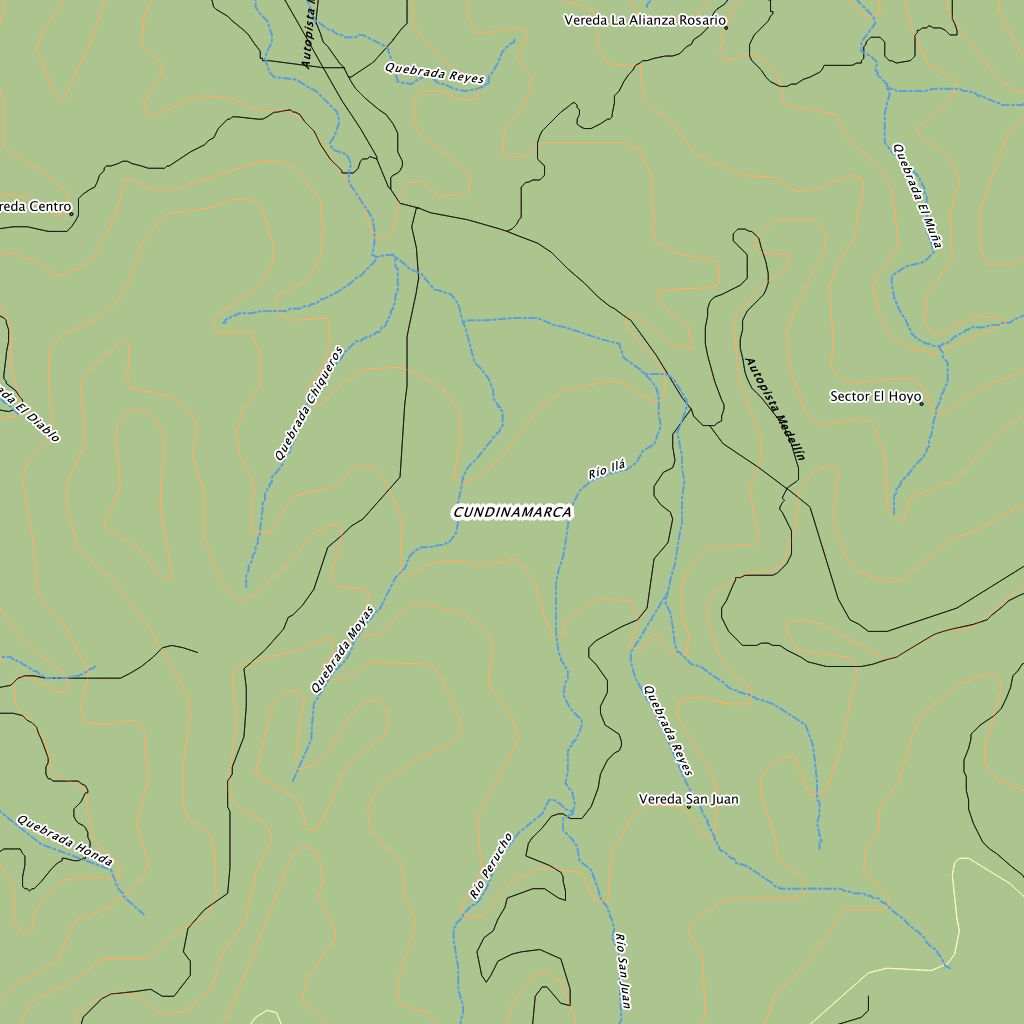 Autopista M
Vereda La Alianza Rosario
Quebrada Reyes
Quebrada El Muña
reda Centro
Quebrada Chiqueros
Autopista Medellín
Sector El Hoyo
ada El Diablo
Río Ilá
CUNDINAMARCA
Quebrada Moyas
Quebrada Reyes
Vereda San Juan
Quebrada Honda
Río Perucho
Río San Juan